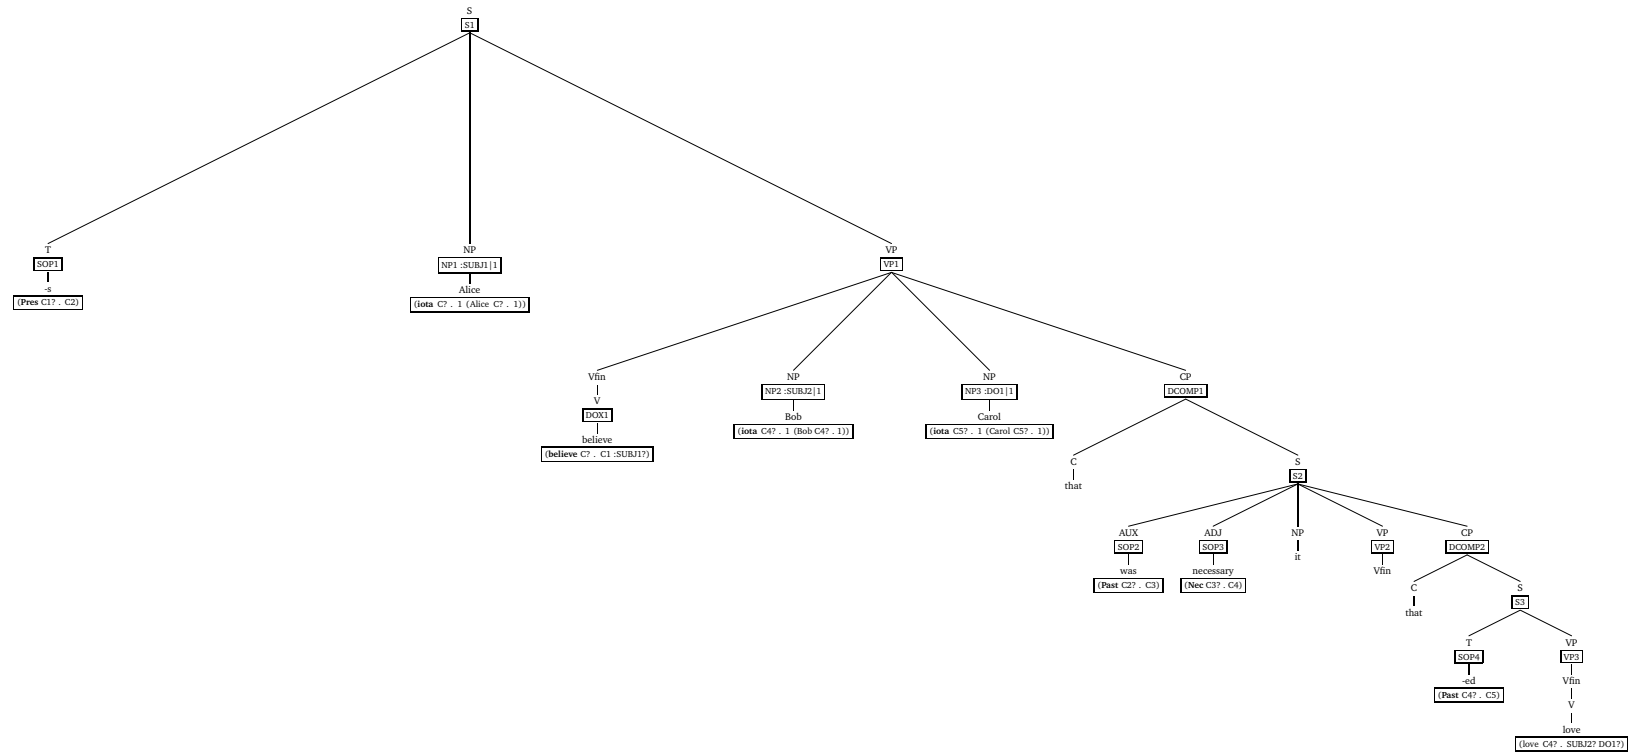 S
S1
T
NP
VP
SOP1
NP1 :SUBJ1|1
VP1
-s
Alice
(Pres C1? . C2)
(iota C? . 1 (Alice C? . 1))
Vfin
NP
NP
CP
V
NP2 :SUBJ2|1
NP3 :DO1|1
DCOMP1
DOX1
Bob
Carol
believe
(iota C4? . 1 (Bob C4? . 1))
(iota C5? . 1 (Carol C5? . 1))
(believe C? . C1 :SUBJ1?)
C
S
that
S2
AUX
ADJ
NP
VP
CP
SOP2
SOP3
it
VP2
DCOMP2
was
necessary
Vfin
(Past C2? . C3)
(Nec C3? . C4)
C
S
that
S3
T
VP
SOP4
VP3
-ed
Vfin
(Past C4? . C5)
V
love
(love C4? . SUBJ2? DO1?)